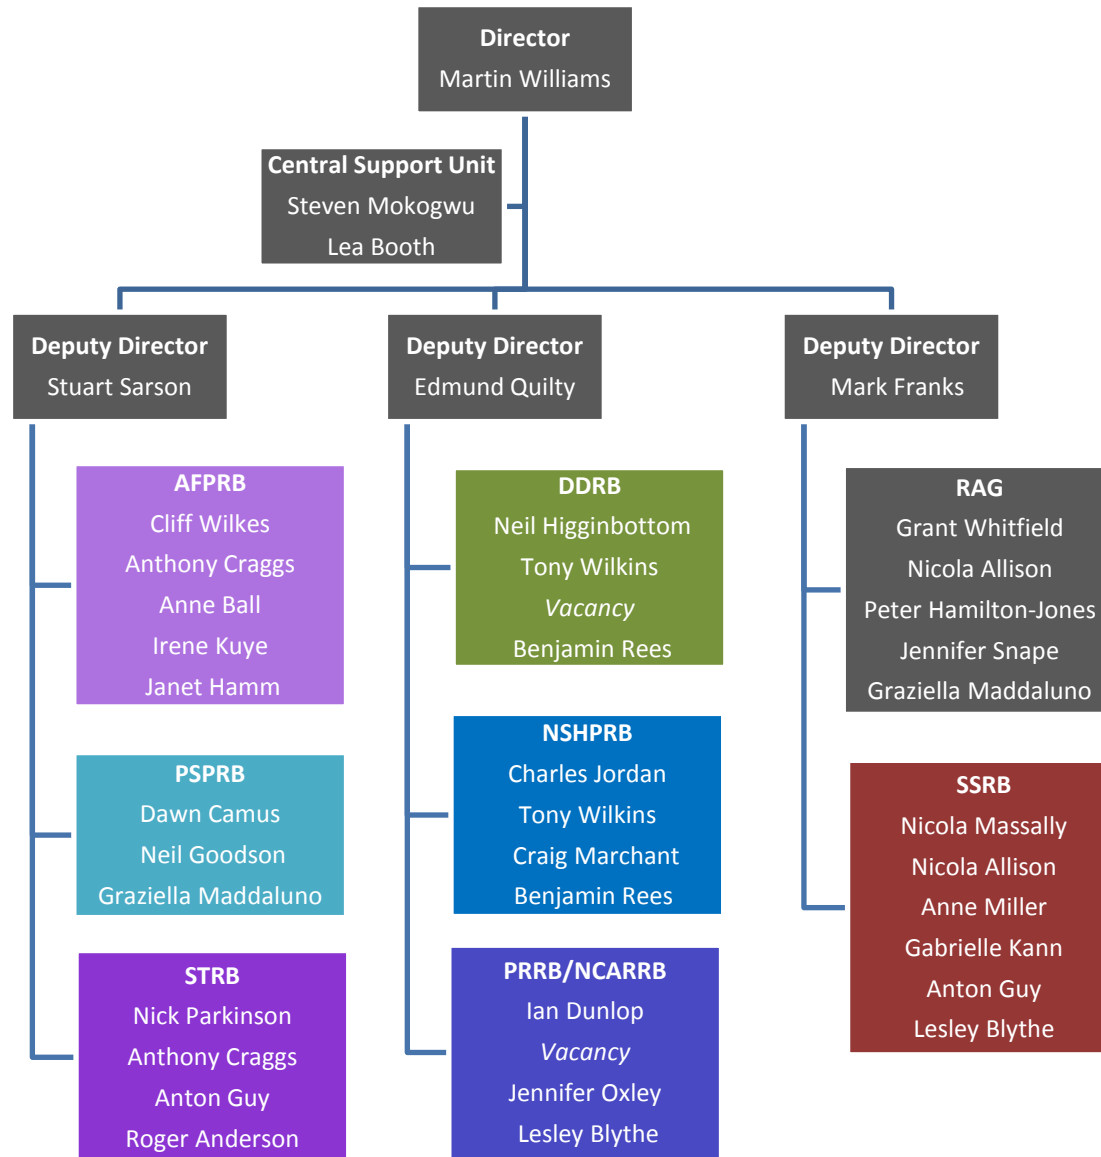 Director
Martin Williams
Central Support Unit
Steven Mokogwu
Lea Booth
Deputy Director
Stuart Sarson
Deputy Director
Edmund Quilty
Deputy Director
Mark Franks
AFPRB
Cliff Wilkes
Anthony Craggs
Anne Ball
Irene Kuye
Janet Hamm
PSPRB
Dawn Camus
Neil Goodson
Graziella Maddaluno
STRB
Nick Parkinson
Anthony Craggs
Anton Guy
Roger Anderson
DDRB
Neil Higginbottom
Tony Wilkins
Vacancy
Benjamin Rees
NSHPRB
Charles Jordan
Tony Wilkins
Craig Marchant
Benjamin Rees
PRRB/NCARRB
Ian Dunlop
Vacancy
Jennifer Oxley
Lesley Blythe
RAG
Grant Whitfield
Nicola Allison
Peter Hamilton-Jones
Jennifer Snape
Graziella Maddaluno
SSRB
Nicola Massally
Nicola Allison
Anne Miller
Gabrielle Kann
Anton Guy
Lesley Blythe